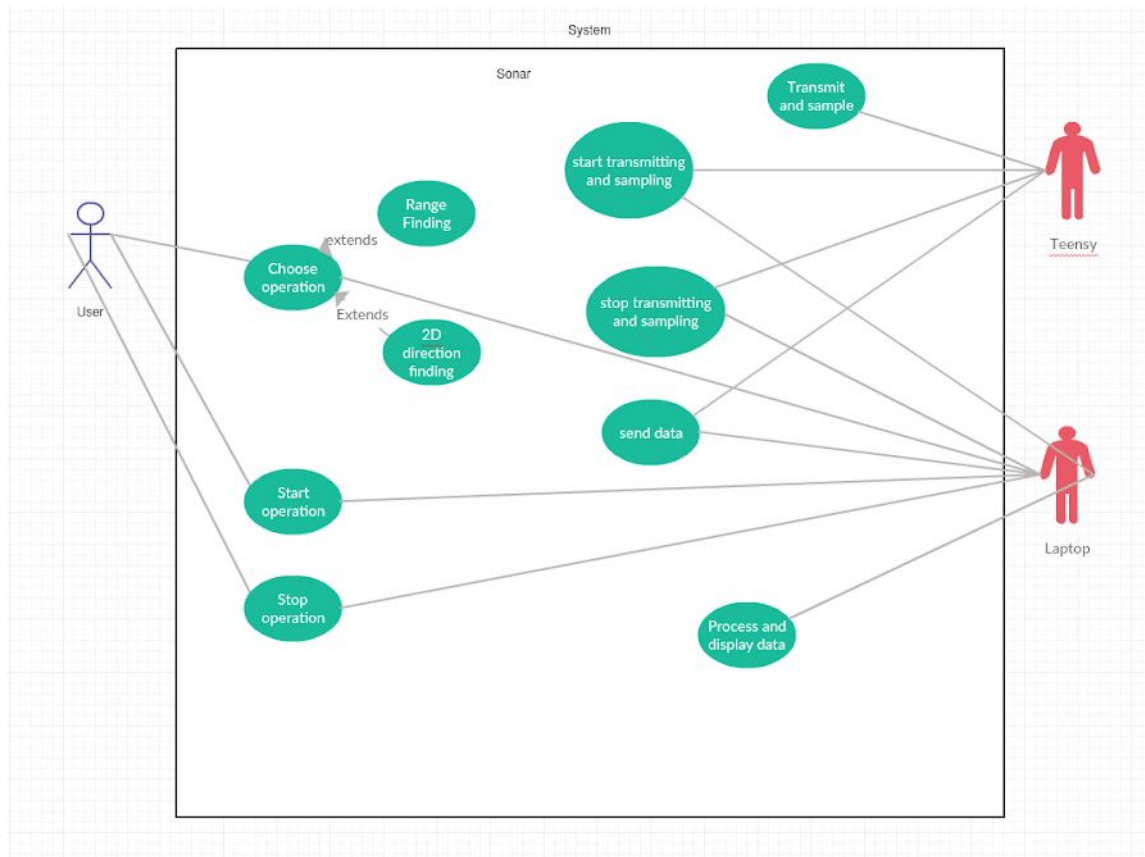 System
Sonar
Transmit
and sample
start transmitting
and sampling
Range
Finding
extends
Choose
operation
Extends
2D
direction
finding
stop transmitting
and sampling
send data
Start
operation
Stop
operation
Process and
display data
User
Teensy
Laptop